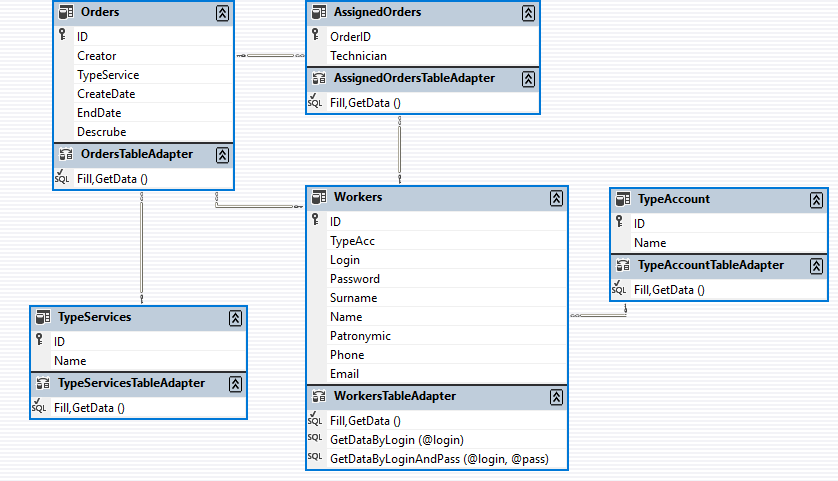 Orders
ID
Creator
TypeService
CreateDate
EndDate
Descrube
OrdersTableAdapter
SQL Fill,GetData ()
AssignedOrders
OrderID
Technician
AssignedOrdersTableAdapter
SQL Fill,GetData ()
Workers
ID
TypeAcc
Login
Password
Surname
Name
Patronymic
Phone
Email
WorkersTableAdapter
SQL Fill,GetData ()
SQL GetDataByLogin (@login)
SQL GetDataByLoginAndPass (@login, @pass)
TypeAccount
ID
Name
TypeAccountTableAdapter
SQL Fill,GetData ()
TypeServices
ID
Name
TypeServicesTableAdapter
SQL Fill,GetData ()